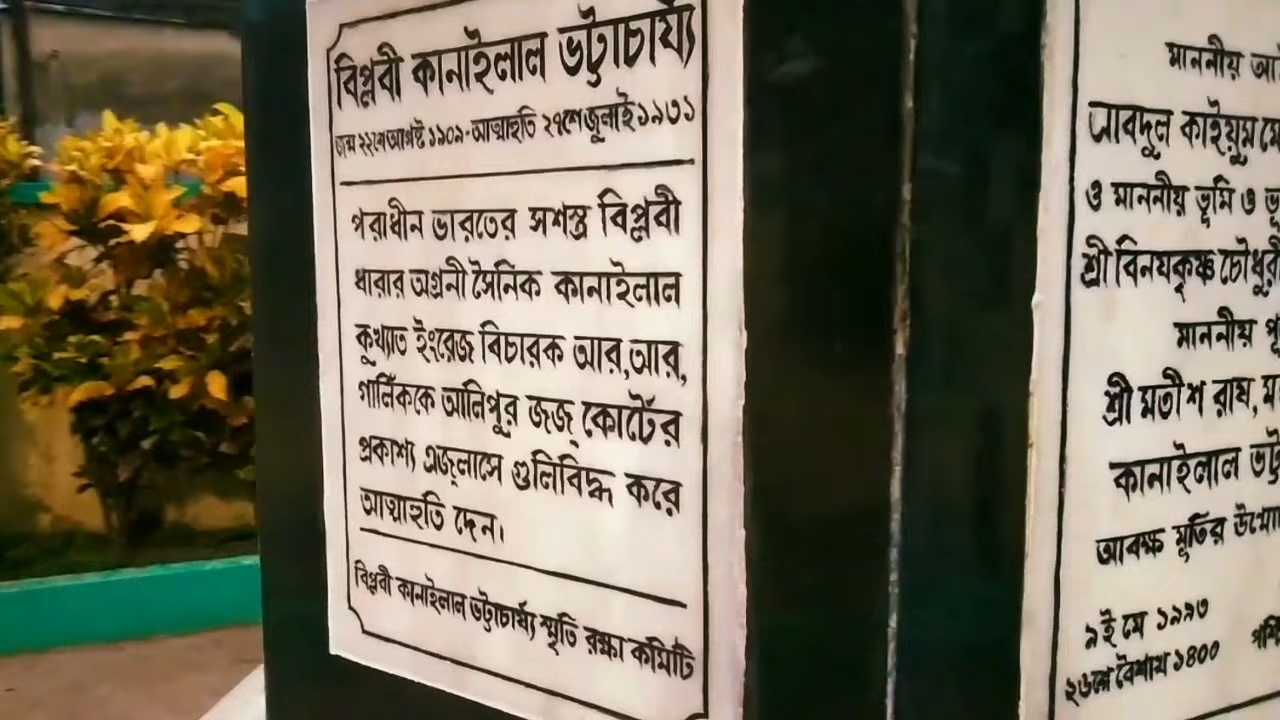 বিপ্লবী কানাইলাল ভট্টাচার্য্য
জন্ম ২২শে আগষ্ট ১৯০৯ - আত্মাহুতি ২৭শে জুলাই ১৯৩১
পরাধীন ভারতের সশস্ত্র বিপ্লবী
ধারার অগ্রনী সৈনিক কানাইলাল
কুখ্যাত ইংরেজ বিচারক আর, আর,
গার্লিককে আলিপুর জজ্ কোর্টের
প্রকাশ্য এজ্লাসে গুলিবিদ্ধ করে
আত্মাহুতি দেন।
বিপ্লবী কানাইলাল ভট্টাচার্য্য স্মৃতি রক্ষা কমিটি
মাননীয়
আবদুল কাইয়ুম
ও মাননীয় ভূমি ও
শ্রী বিনয়কৃষ্ণ চৌধুরী
মাননীয়
শ্রী মতীশ রায়,
কানাইলাল
আবক্ষ মূর্তির
৯ই মে ১৯৯৩
২৬শে বৈশাখ ১৪০০